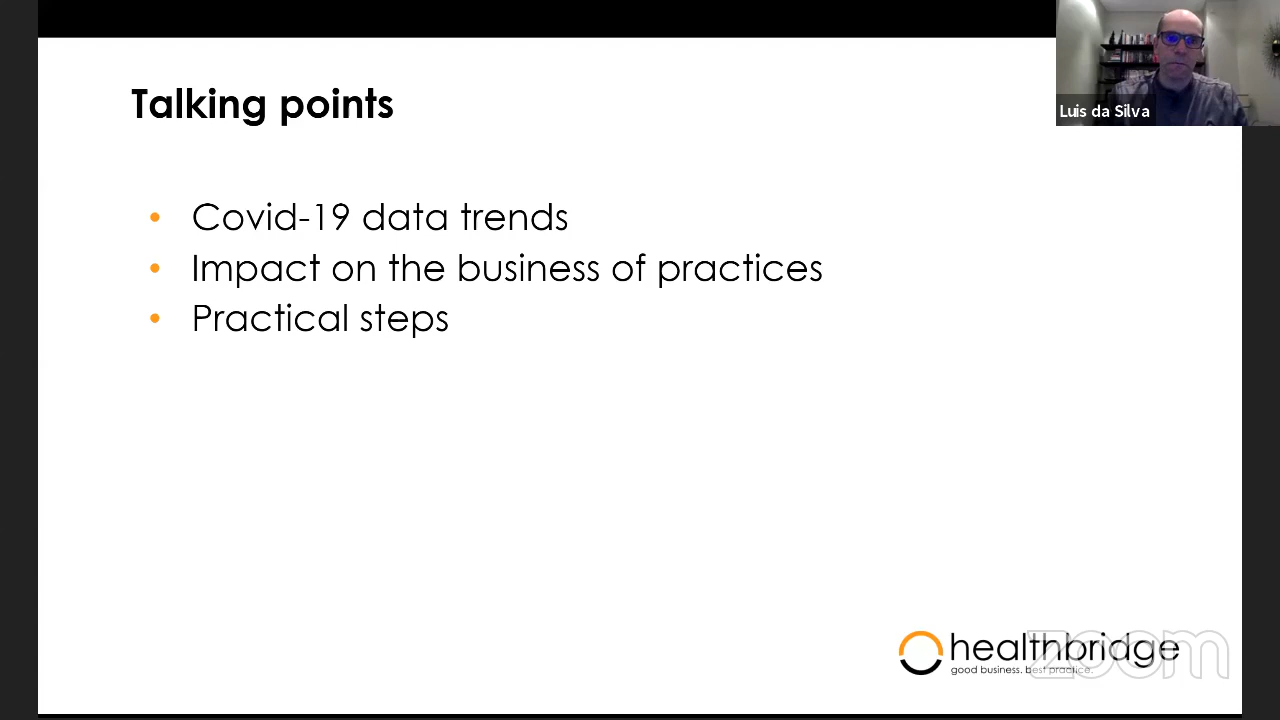 Talking points
Luis da Silva
• Covid-19 data trends
• Impact on the business of practices
• Practical steps
healthbridge
good business. best practice.
zoom